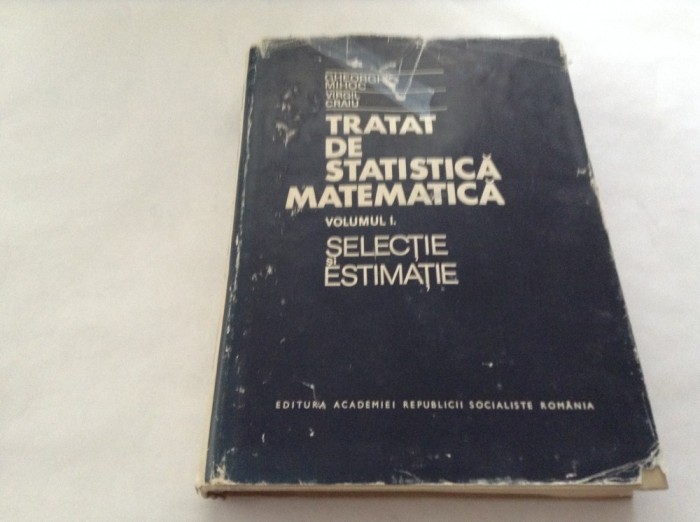 GHEORGHE
MIHOC
VIRGIL
CRAIU
TRATAT
DE
STATISTICĂ
MATEMATICĂ
VOLUMUL I.
SELECȚIE
ȘI
ESTIMAȚIE
EDITURA ACADEMIEI REPUBLICII SOCIALISTE ROMÂNIA